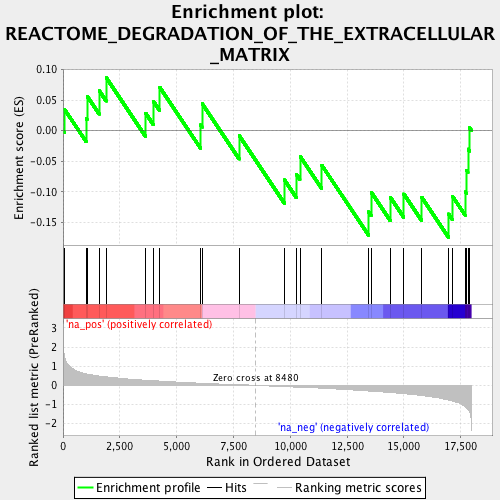 Enrichment plot:
REACTOME_DEGRADATION_OF_THE_EXTRACELLULAR
_MATRIX
Enrichment score (ES)
0.10
0.05
0.00
-0.05
-0.10
-0.15
'na_pos' (positively correlated)
Ranked list metric (PreRanked)
3
2
1
0
-1
-2
Zero cross at 8480
'na_neg' (negatively correlated)
0
2,500
5,000
7,500
10,000
12,500
15,000
17,500
Rank in Ordered Dataset
Enrichment profile
Hits
Ranking metric scores